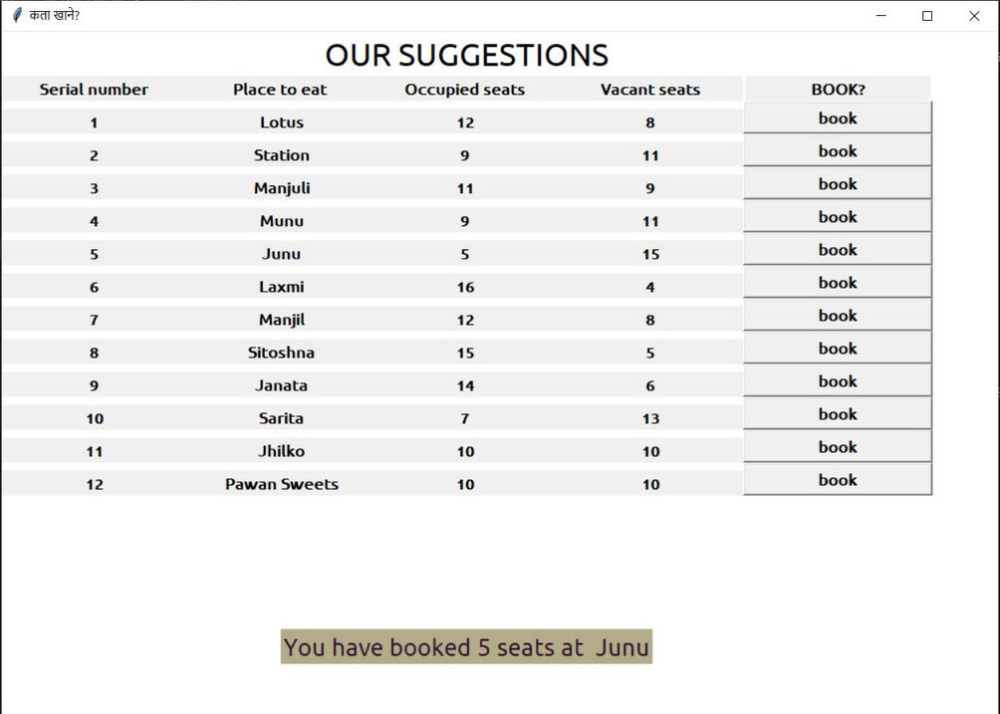 कता खाने?
OUR SUGGESTIONS
Serial number Place to eat Occupied seats Vacant seats BOOK?
1 Lotus 12 8 book
2 Station 9 11 book
3 Manjuli 11 9 book
4 Munu 9 11 book
5 Junu 5 15 book
6 Laxmi 16 4 book
7 Manjil 12 8 book
8 Sitoshna 15 5 book
9 Janata 14 6 book
10 Sarita 7 13 book
11 Jhilko 10 10 book
12 Pawan Sweets 10 10 book
You have booked 5 seats at Junu